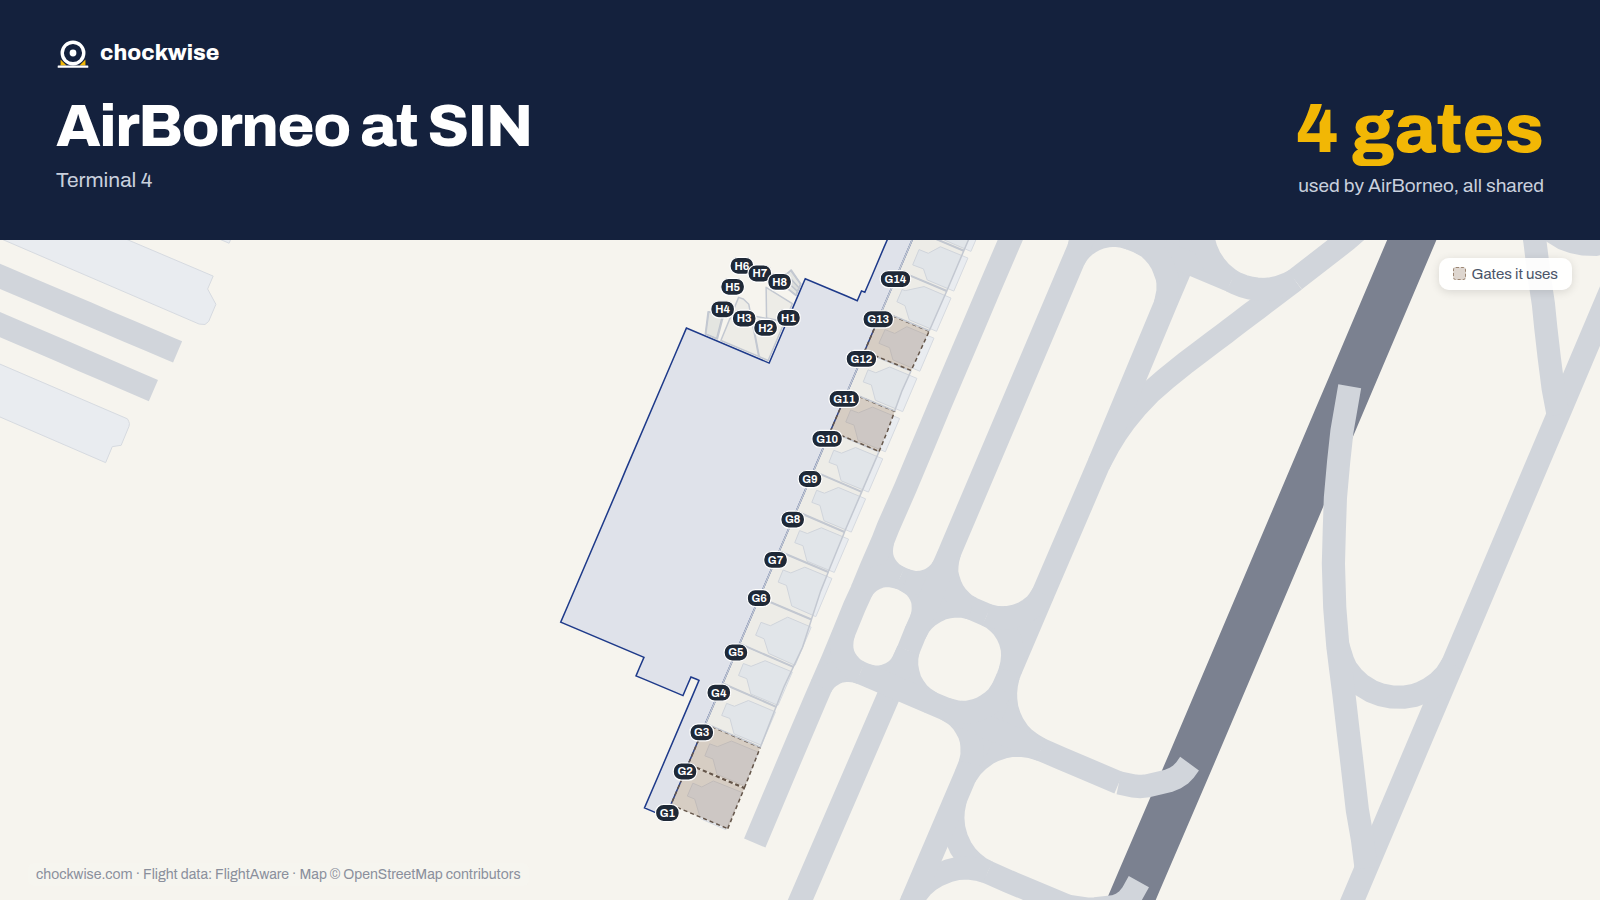 chockwise
AirBorneo at SIN
Terminal 4
4 gates
used by AirBorneo, all shared
Gates it uses
H6
H7
H8
H5
H4
H3
H2
H1
G14
G13
G12
G11
G10
G9
G8
G7
G6
G5
G4
G3
G2
G1
chockwise.com · Flight data: FlightAware · Map © OpenStreetMap contributors